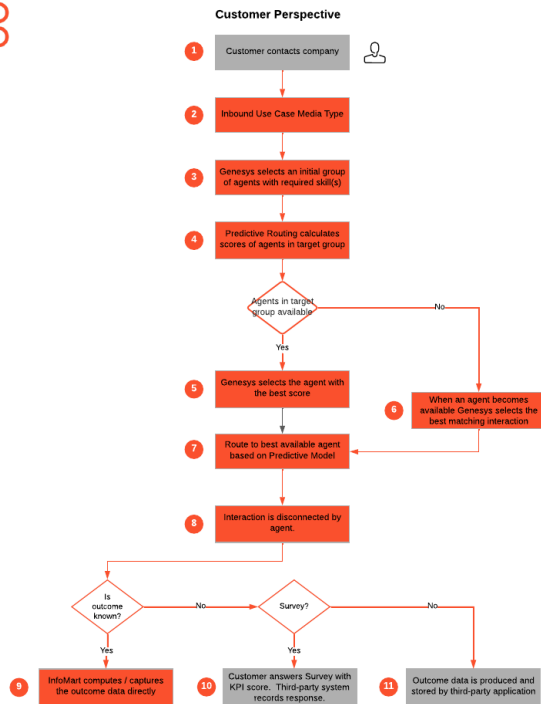 Customer Perspective
1
Customer contacts company
2
Inbound Use Case Media Type
3
Genesys selects an initial group
of agents with required skill(s)
4
Predictive Routing calculates
scores of agents in target group
Agents in target
group available
No
Yes
5
Genesys selects the agent with
the best score
6
When an agent becomes
available Genesys selects the
best matching interaction
7
Route to best available agent
based on Predictive Model
8
Interaction is disconnected by
agent.
Is
outcome
known?
No
Survey?
No
Yes
Yes
9
InfoMart computes / captures
the outcome data directly
10
Customer answers Survey with
KPI score. Third-party system
records response.
11
Outcome data is produced and
stored by third-party application